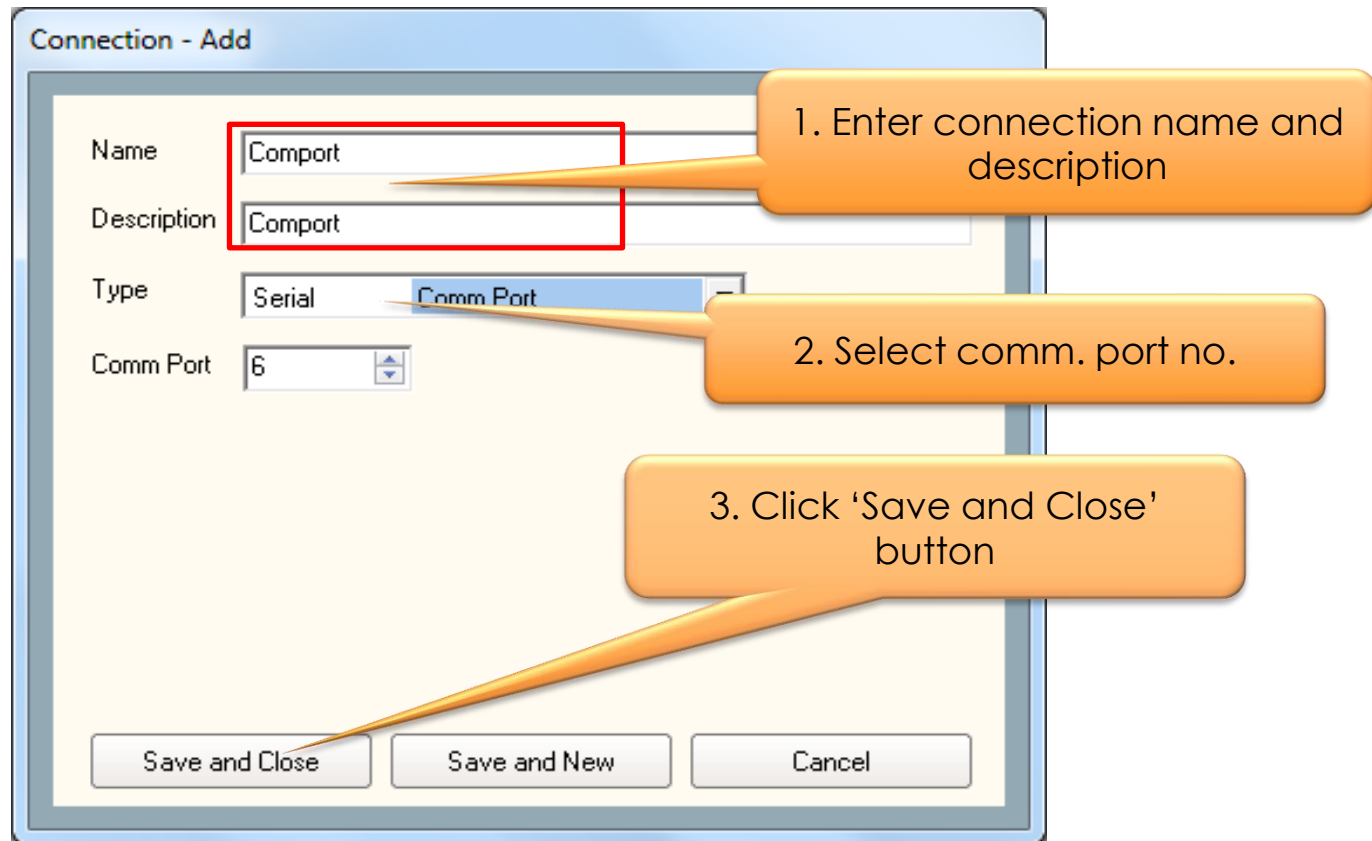 Connection - Add
1. Enter connection name and
description
Name
Comport
Description
Comport
Type
Serial Comm Port
2. Select comm. port no.
Comm Port
6
3. Click ‘Save and Close’
button
Save and Close
Save and New
Cancel